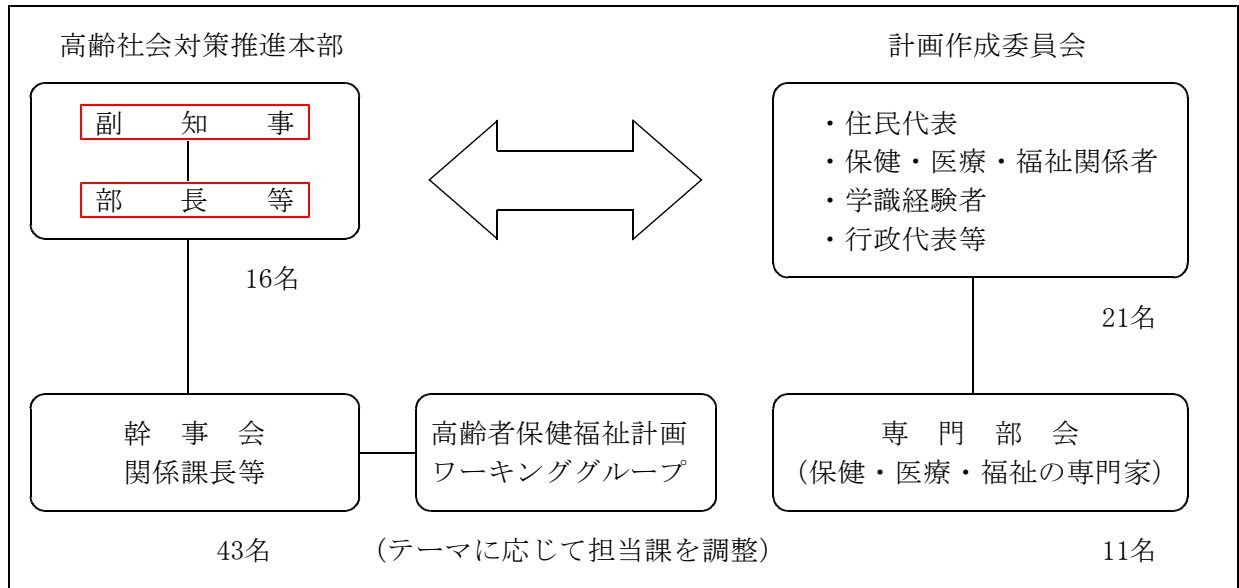 高齢社会対策推進本部
副知事
部長等
16名
計画作成委員会
・住民代表
・保健・医療・福祉関係者
・学識経験者
・行政代表等
21名
幹事会
関係課長等
43名
高齢者保健福祉計画
ワーキンググループ
(テーマに応じて担当課を調整)
専門部会
(保健・医療・福祉の専門家)
11名